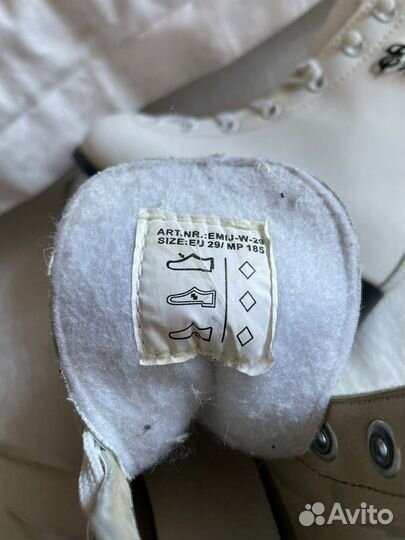 ART.NR.:EMIJ-W-29
SIZE:EU 29/ MP 185
Avito